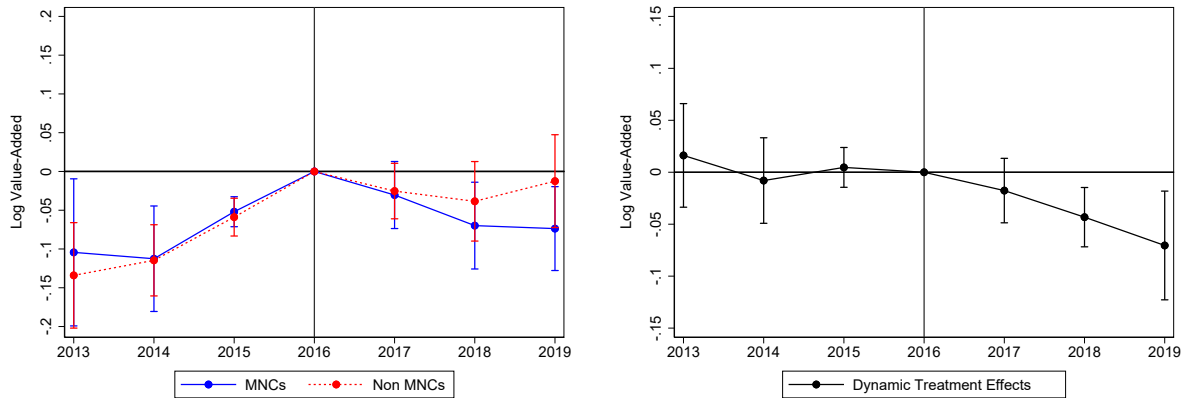 Log Value-Added
.2
.15
.1
.05
0
-.05
-.1
-.15
-.2
2013 2014 2015 2016 2017 2018 2019
MNCs Non MNCs
Log Value-Added
.15
.1
.05
0
-.05
-.1
-.15
2013 2014 2015 2016 2017 2018 2019
Dynamic Treatment Effects